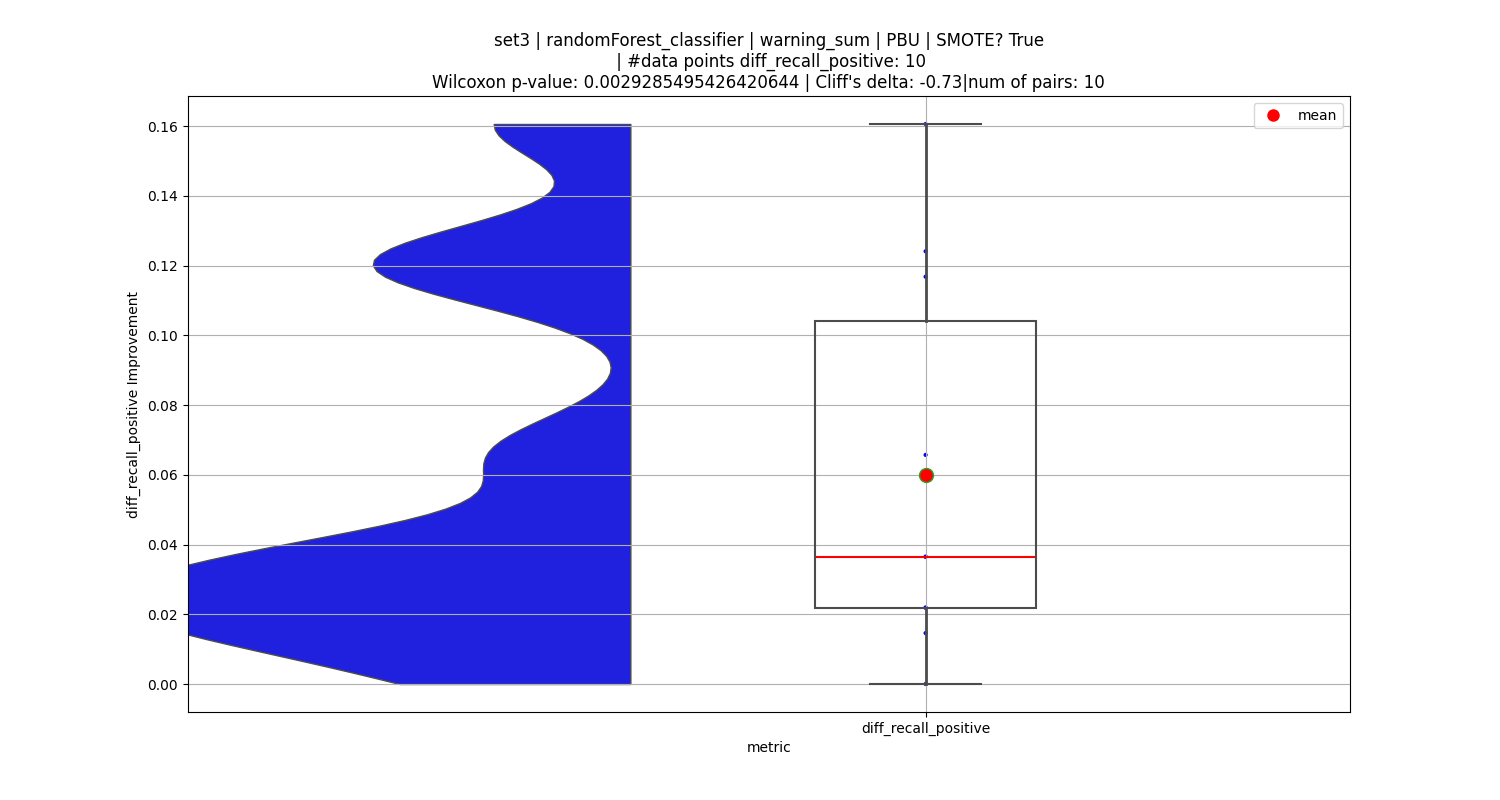 set3 | randomForest_classifier | warning_sum | PBU | SMOTE? True
| #data points diff_recall_positive: 10
Wilcoxon p-value: 0.0029285495426420644 | Cliff's delta: -0.73|num of pairs: 10
mean
0.16
0.14
0.12
0.10
0.08
0.06
0.04
0.02
0.00
diff_recall_positive Improvement
diff_recall_positive
metric